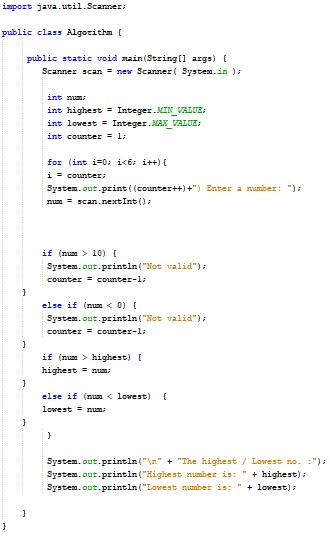 import java.util.Scanner;
public class Algorithm {
public static void main(String[] args) {
Scanner scan = new Scanner( System.in );
int num;
int highest = Integer.MIN_VALUE;
int lowest = Integer.MAX_VALUE;
int counter = 1;
for (int i=0; i<6; i++){
i = counter;
System.out.print((counter++)+") Enter a number: ");
num = scan.nextInt();
if (num > 10) {
System.out.println("Not valid");
counter = counter-1;
}
else if (num < 0) {
System.out.println("Not valid");
counter = counter-1;
}
if (num > highest) {
highest = num;
}
else if (num < lowest) {
lowest = num;
}
}
System.out.println("\n" + "The highest / Lowest no. :");
System.out.println("Highest number is: " + highest);
System.out.println("Lowest number is: " + lowest);
}
}